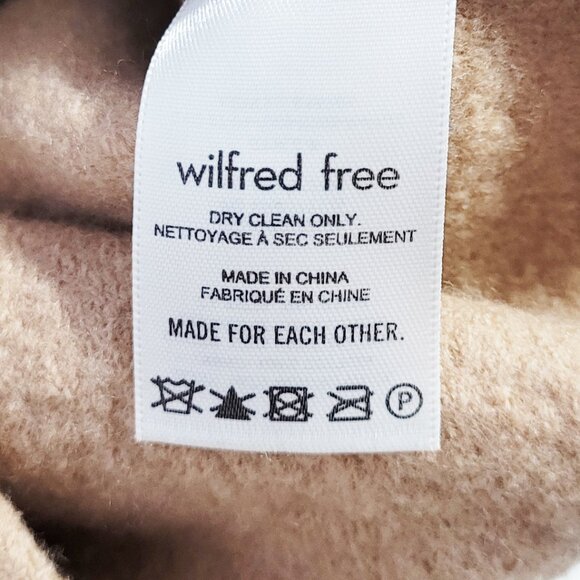 wilfred free
DRY CLEAN ONLY.
NETTOYAGE À SEC SEULEMENT
MADE IN CHINA
FABRIQUÉ EN CHINE
MADE FOR EACH OTHER.
P